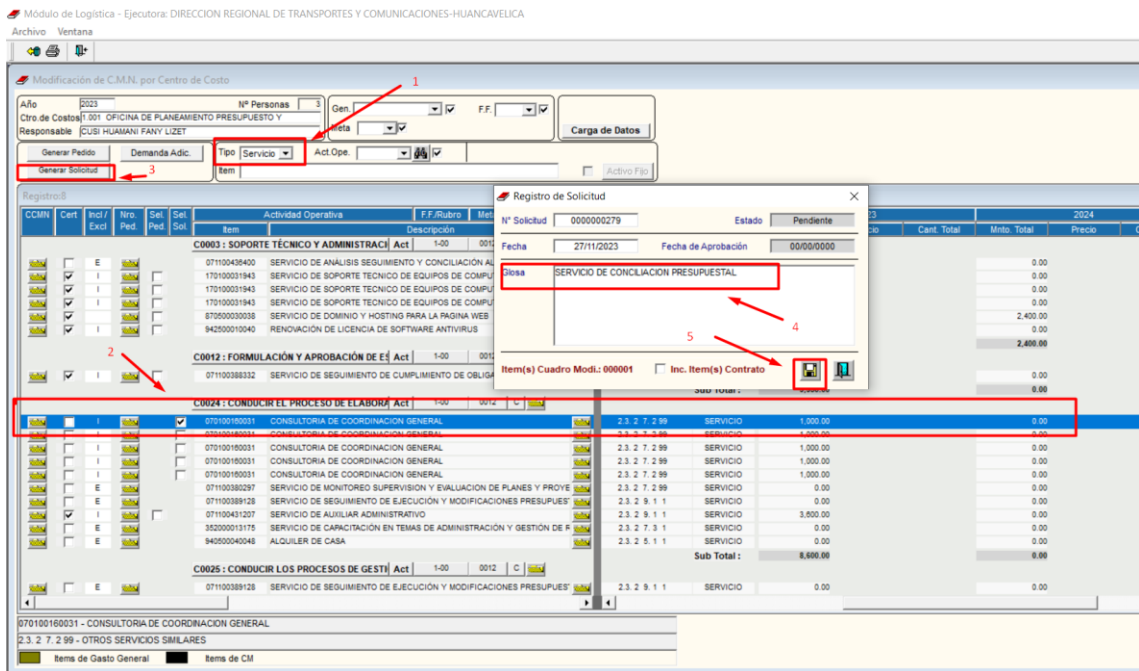 Módulo de Logística - Ejecutora: DIRECCION REGIONAL DE TRANSPORTES Y COMUNICACIONES-HUANCAVELICA
Archivo Ventana
Modificación de C.M.N. por Centro de Costo
1
Año 2023 Nº Personas 3 Gen. F.F.
Ctro.de Costos 1.001 OFICINA DE PLANEAMIENTO PRESUPUESTO Y
Responsable CUSI HUAMANI FANY LIZET Meta Carga de Datos
Generar Pedido Demanda Adic. Tipo Servicio Act.Ope.
Generar Solicitud 3 Item Activo Fijo
Registro:8
CCMN Cert Incl / Excl Nro. Ped. Sel. Ped. Sel. Sol. Actividad Operativa F.F./Rubro Meta 2024
Item Descripción Cant. Total Mnto. Total Precio
C0003 : SOPORTE TÉCNICO Y ADMINISTRACI Act 1-00 0012
E 071100436400 SERVICIO DE ANALISIS SEGUIMIENTO Y CONCILIACIÓN AL 0.00
I 170100031943 SERVICIO DE SOPORTE TECNICO DE EQUIPOS DE COMPU 0.00
170100031943 SERVICIO DE SOPORTE TECNICO DE EQUIPOS DE COMPU 0.00
I 170100031943 SERVICIO DE SOPORTE TECNICO DE EQUIPOS DE COMPU 0.00
870500030038 SERVICIO DE DOMINIO Y HOSTING PARA LA PAGINA WEB 2,400.00
I 942500010040 RENOVACIÓN DE LICENCIA DE SOFTWARE ANTIVIRUS 0.00
2,400.00
2
C0012 : FORMULACIÓN Y APROBACIÓN DE ES Act 1-00 0012
I 071100388332 SERVICIO DE SEGUIMIENTO DE CUMPLIMIENTO DE OBLIGA 0.00
Sub Total : 0.00
C0024 : CONDUCIR EL PROCESO DE ELABORA Act 1-00 0012 C
I 070100160031 CONSULTORIA DE COORDINACION GENERAL 2.3. 2 7. 2 99 SERVICIO 1,000.00 0.00
I 070100160031 CONSULTORIA DE COORDINACION GENERAL 2.3. 2 7. 2 99 SERVICIO 1,000.00 0.00
I 070100160031 CONSULTORIA DE COORDINACION GENERAL 2.3. 2 7. 2 99 SERVICIO 1,000.00 0.00
I 070100160031 CONSULTORIA DE COORDINACION GENERAL 2.3. 2 7. 2 99 SERVICIO 1,000.00 0.00
I 070100160031 CONSULTORIA DE COORDINACION GENERAL 2.3. 2 7. 2 99 SERVICIO 1,000.00 0.00
E 071100380297 SERVICIO DE MONITOREO SUPERVISION Y EVALUACION DE PLANES Y PROYE 2.3. 2 7. 2 99 SERVICIO 0.00 0.00
E 071100389128 SERVICIO DE SEGUIMIENTO DE EJECUCIÓN Y MODIFICACIONES PRESUPUES 2.3. 2 9. 1 1 SERVICIO 0.00 0.00
I 071100431207 SERVICIO DE AUXILIAR ADMINISTRATIVO 2.3. 2 9. 1 1 SERVICIO 3,600.00 0.00
E 352000013175 SERVICIO DE CAPACITACIÓN EN TEMAS DE ADMINISTRACIÓN Y GESTIÓN DE R 2.3. 2 7. 3 1 SERVICIO 0.00 0.00
E 940500040048 ALQUILER DE CASA 2.3. 2 5. 1 1 SERVICIO 0.00 0.00
Sub Total : 8,600.00 0.00
C0025 : CONDUCIR LOS PROCESOS DE GESTI Act 1-00 0012 C
E 071100389128 SERVICIO DE SEGUIMIENTO DE EJECUCIÓN Y MODIFICACIONES PRESUPUES 2.3. 2 9. 1 1 SERVICIO 0.00 0.00
070100160031 - CONSULTORIA DE COORDINACION GENERAL
2.3. 2 7. 2 99 - OTROS SERVICIOS SIMILARES
Items de Gasto General Items de CM
Registro de Solicitud
N° Solicitud 0000000279 Estado Pendiente
Fecha 27/11/2023 Fecha de Aprobación 00/00/0000
Glosa SERVICIO DE CONCILIACION PRESUPUESTAL
4
5
Item(s) Cuadro Modi.: 000001 Inc. Item(s) Contrato